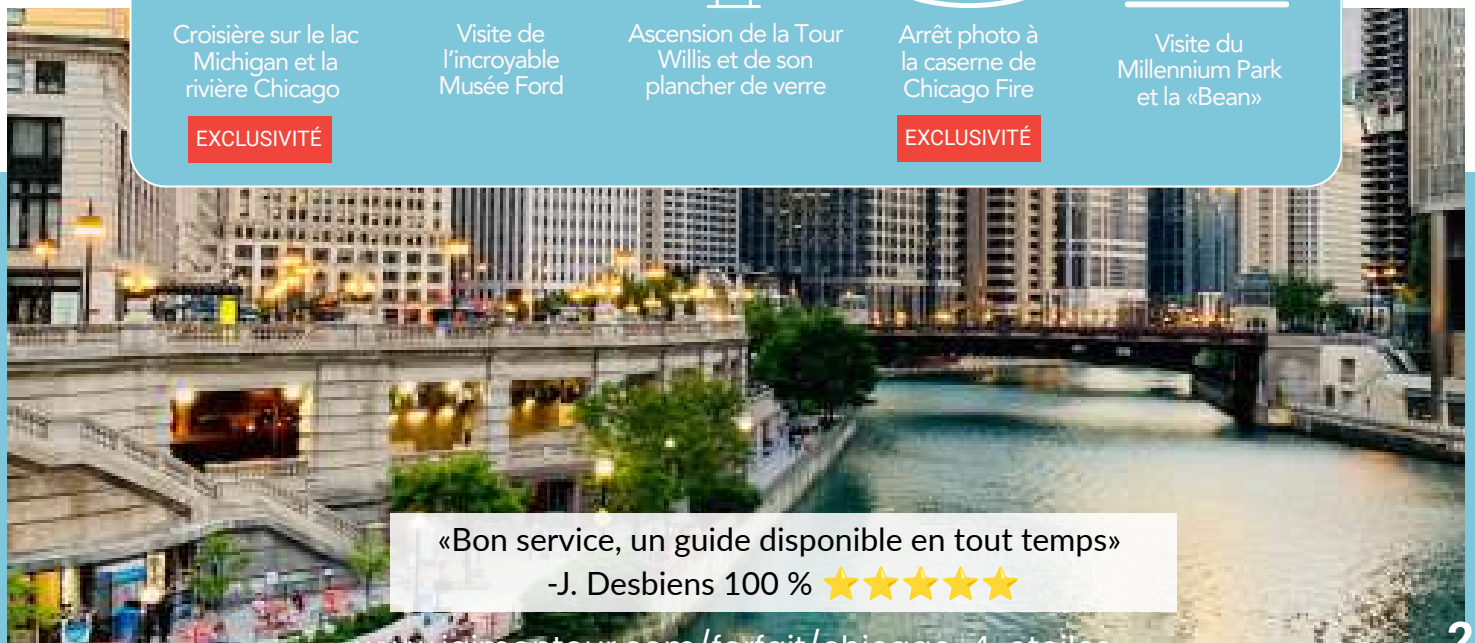 Croisière sur le lac
Michigan et la
rivière Chicago
EXCLUSIVITÉ
Visite de
l'incroyable
Musée Ford
Ascension de la Tour
Willis et de son
plancher de verre
Arrêt photo à
la caserne de
Chicago Fire
EXCLUSIVITÉ
Visite du
Millennium Park
et la «Bean»
«Bon service, un guide disponible en tout temps»
-J. Desbiens 100 % ⭐⭐⭐⭐⭐